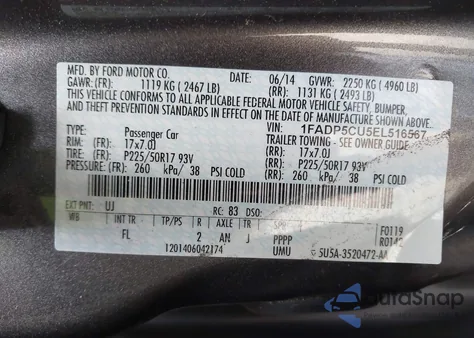 MFD. BY FORD MOTOR CO.
DATE: 06/14 GVWR: 2250 KG ( 4960 LB)
GAWR: (FR) 1119 KG ( 2467 LB) (RR): 1131 KG ( 2493 LB)
THIS VEHICLE CONFORMS TO ALL APPLICABLE FEDERAL MOTOR VEHICLE SAFETY, BUMPER,
AND THEFT PREVENTION STANDARDS IN EFFECT ON THE DATE OF MANUFACTURE SHOWN ABOVE.
VIN: 1FADP5CU5EL516567
TYPE: Passenger Car TRAILER TOWING - SEE OWNER GUIDE
RIM: (FR) 17x7.0J (RR) 17x7.0J
TIRES: (FR) P225/50R17 93V (RR) P225/50R17 93V
PRESSURE: (FR) 260 kPa/ 38 PSI COLD (RR) 260 kPa/ 38 PSI COLD
EXT PNT: UJ RC: 83 DSO:
WB INT TR TP/PS R AXLE TR SPRING
FL 2 AN J PPPP
F0119
R0142
1201406042174 UMU 5U5A-3520472-AA
AutoSnap